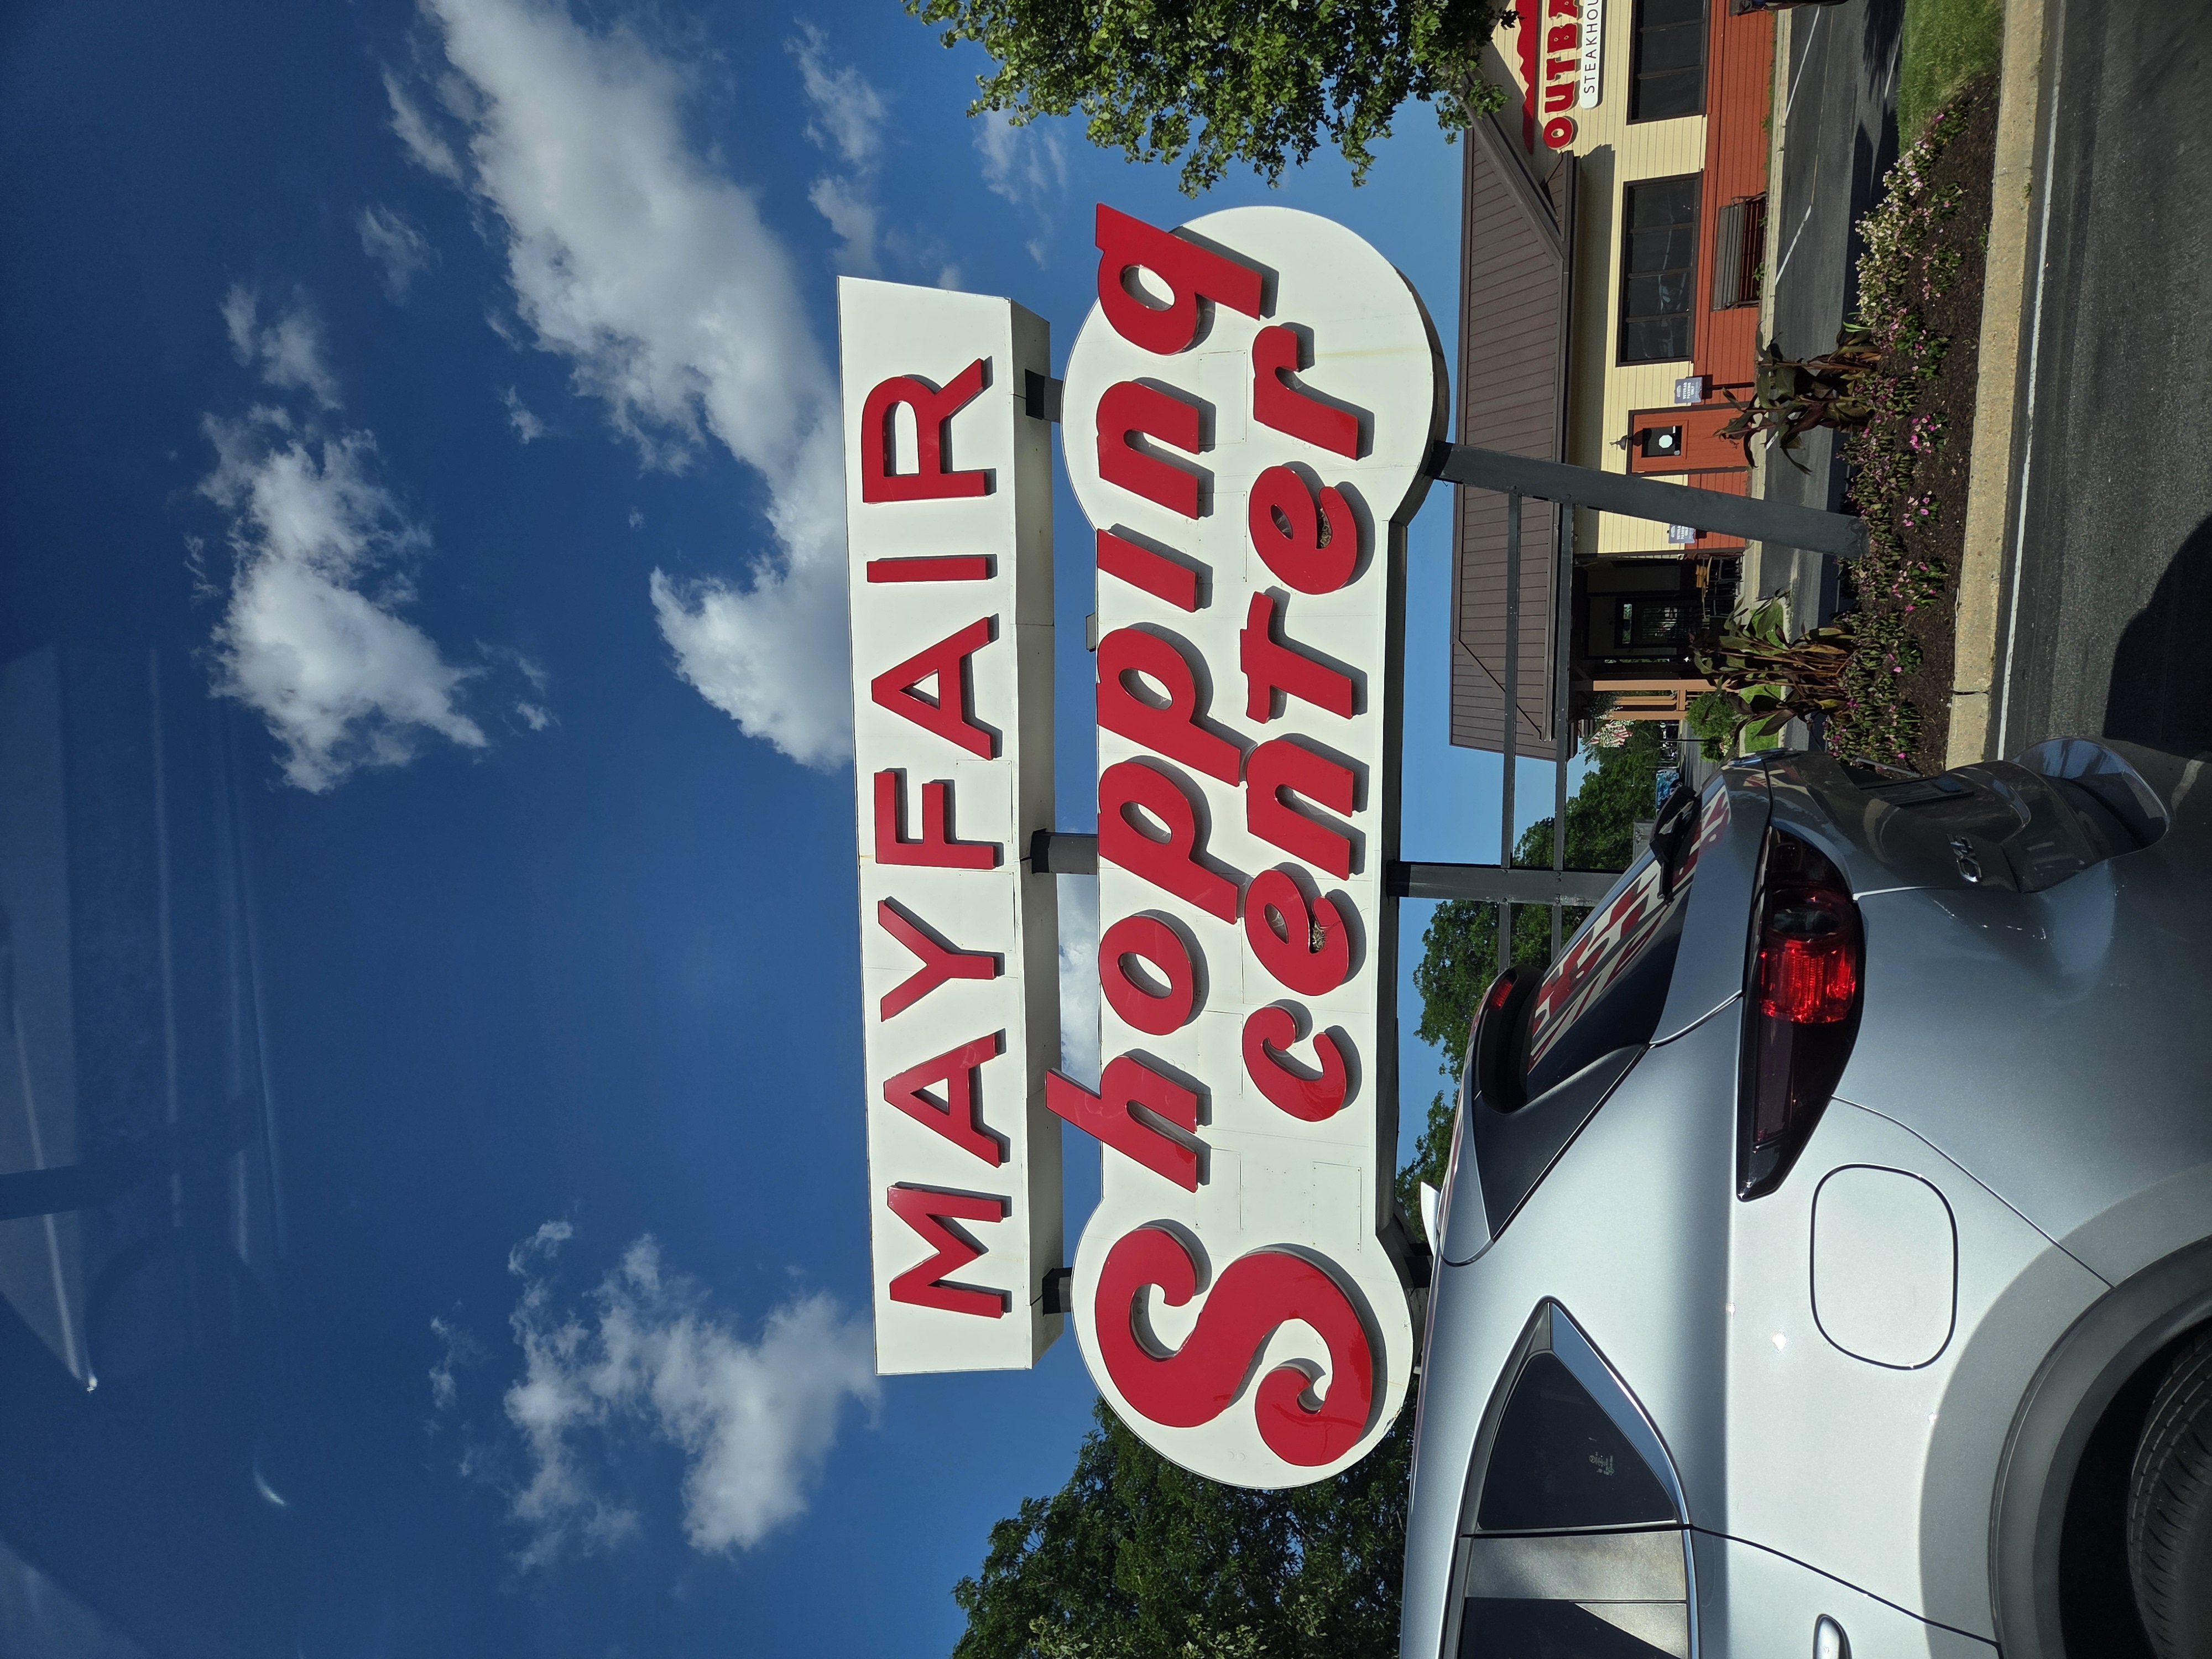 MAYFAIR
Shopping
center
OUTBA
STEAKHOU